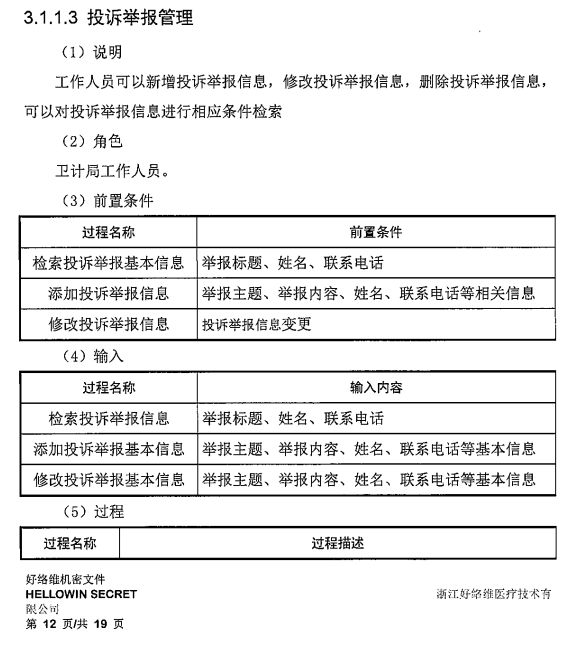 3.1.1.3 投诉举报管理
（1）说明
工作人员可以新增投诉举报信息，修改投诉举报信息，删除投诉举报信息，
可以对投诉举报信息进行相应条件检索
（2）角色
卫计局工作人员。
（3）前置条件
过程名称 前置条件
检索投诉举报基本信息 举报标题、姓名、联系电话
添加投诉举报信息 举报主题、举报内容、姓名、联系电话等相关信息
修改投诉举报信息 投诉举报信息变更
（4）输入
过程名称 输入内容
检索投诉举报信息 举报标题、姓名、联系电话
添加投诉举报基本信息 举报主题、举报内容、姓名、联系电话等基本信息
修改投诉举报基本信息 举报主题、举报内容、姓名、联系电话等基本信息
（5）过程
过程名称 过程描述
好络维机密文件
HELLOWIN SECRET 浙江好络维医疗技术有
限公司
第 12 页/共 19 页